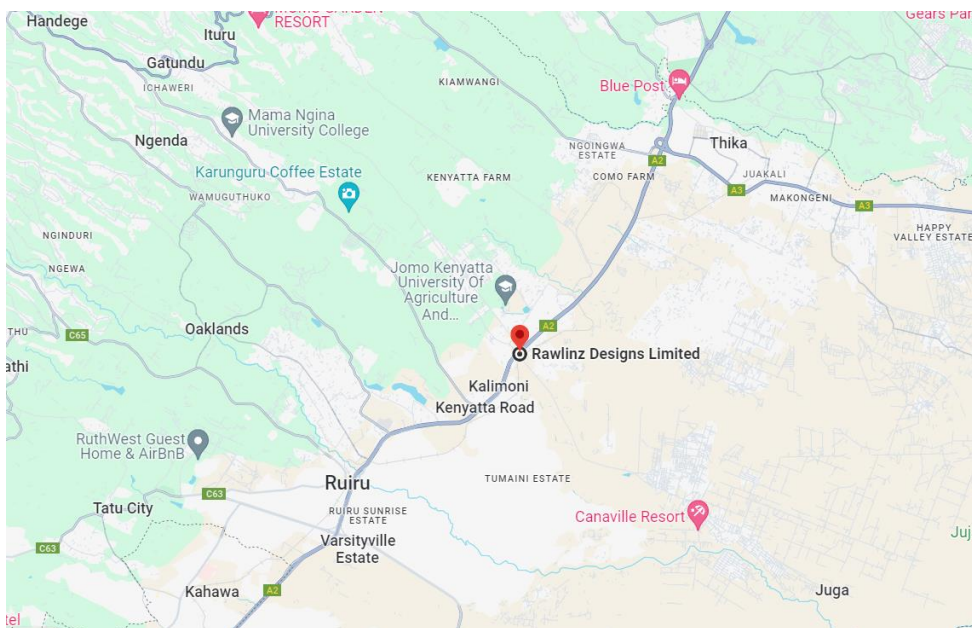 Handege
MOMO GARDEN
RESORT
Gears Par
Ituru
Gatundu
ICHAWERI
KIAMWANGI
Blue Post
Mama Ngina
University College
Ngenda
NGOINGWA
ESTATE
Thika
A2
Karunguru Coffee Estate
KENYATTA FARM
COMO FARM
JUAKALI
A3
MAKONGENI
A3
WAMUGUTHUKO
HAPPY
VALLEY ESTATE
NGINDURI
NGEWA
Jomo Kenyatta
University Of
Agriculture
And...
THU
C65
Oaklands
A2
athi
Rawlinz Designs Limited
Kalimoni
Kenyatta Road
RuthWest Guest
Home & AirBnB
Ruiru
TUMAINI ESTATE
C63
Tatu City
RUIRU SUNRISE
ESTATE
Canaville Resort
Varsityville
Estate
C63
Juj
Kahawa
A2
Juga
tel